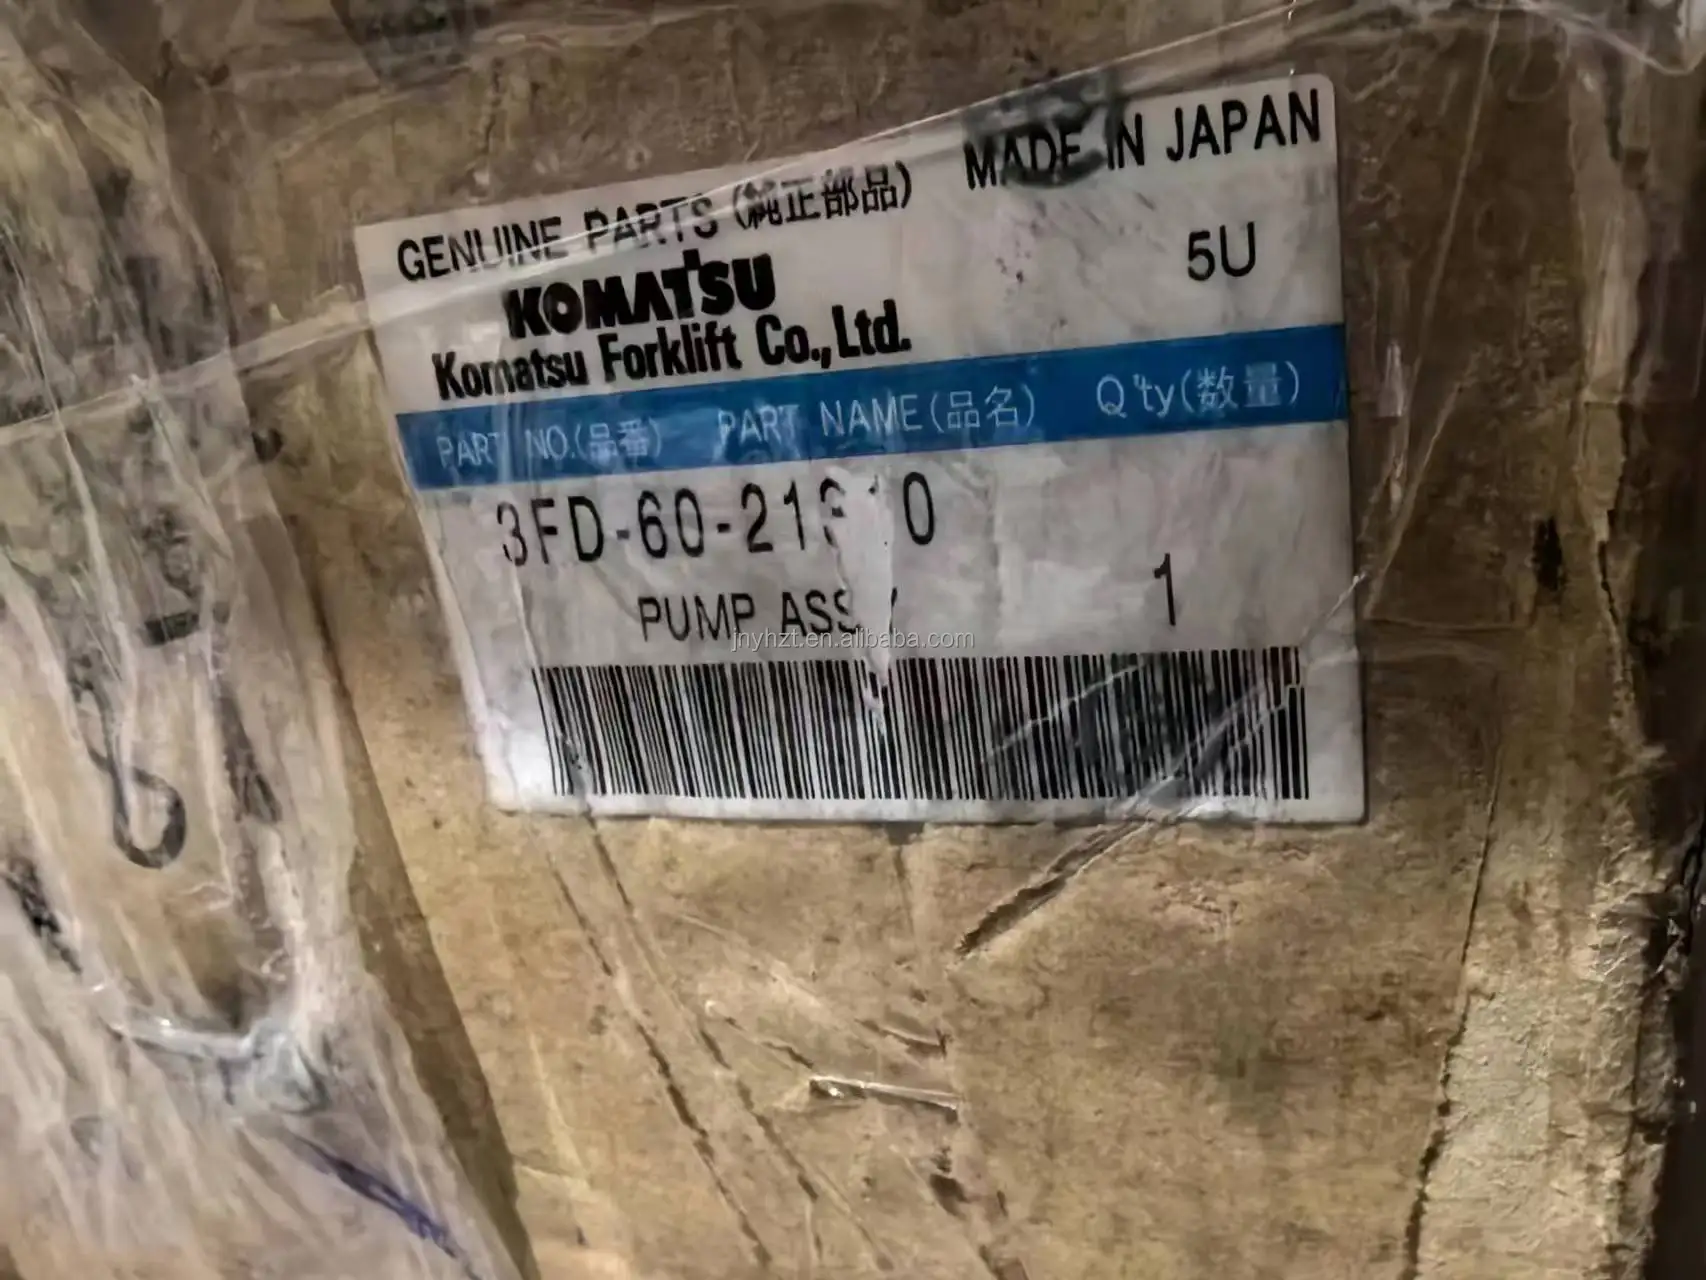 GENUINE PARTS (純正部品) MADE IN JAPAN
KOMATSU 5U
Komatsu Forklift Co., Ltd.
PART NO.(品番) PART NAME(品名) Q'ty(数量)
PUMP ASSY 1
jnyhzt.en.alibaba.com